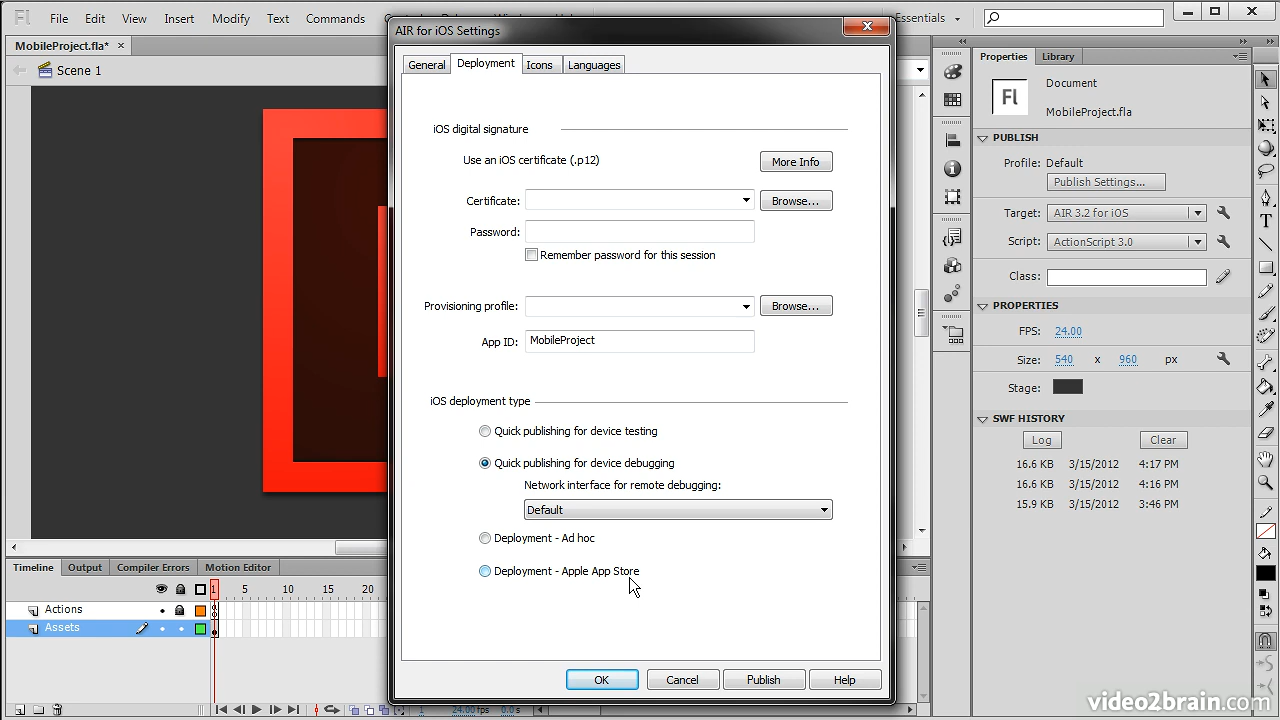 Fl File Edit View Insert Modify Text Commands
Essentials
MobileProject.fla*
Scene 1
AIR for iOS Settings
General Deployment Icons Languages
iOS digital signature
Use an iOS certificate (.p12) More Info
Certificate: Browse...
Password:
Remember password for this session
Provisioning profile: Browse...
App ID: MobileProject
iOS deployment type
Quick publishing for device testing
Quick publishing for device debugging
Network interface for remote debugging:
Default
Deployment - Ad hoc
Deployment - Apple App Store
OK Cancel Publish Help
Properties Library
Fl Document
MobileProject.fla
PUBLISH
Profile: Default
Publish Settings...
Target: AIR 3.2 for iOS
Script: ActionScript 3.0
Class:
PROPERTIES
FPS: 24.00
Size: 540 x 960 px
Stage:
SWF HISTORY
Log Clear
16.6 KB 3/15/2012 4:17 PM
16.6 KB 3/15/2012 4:16 PM
15.9 KB 3/15/2012 3:46 PM
Timeline Output Compiler Errors Motion Editor
1 5 10 15 20
Actions
Assets
1 24.00 fps 0.0 s
video2brain.com